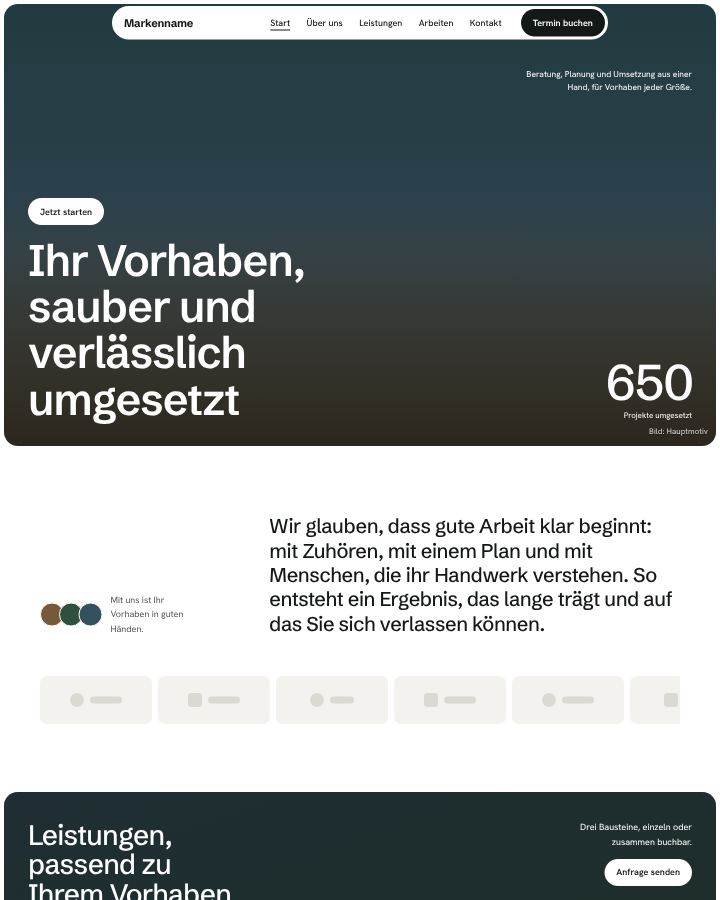 Markenname
Start
Über uns
Leistungen
Arbeiten
Kontakt
Termin buchen
Beratung, Planung und Umsetzung aus einer
Hand, für Vorhaben jeder Größe.
Jetzt starten
Ihr Vorhaben,
sauber und
verlässlich
umgesetzt
650
Projekte umgesetzt
Bild: Hauptmotiv
Wir glauben, dass gute Arbeit klar beginnt:
mit Zuhören, mit einem Plan und mit
Menschen, die ihr Handwerk verstehen. So
entsteht ein Ergebnis, das lange trägt und auf
das Sie sich verlassen können.
Mit uns ist Ihr
Vorhaben in guten
Händen.
Leistungen,
passend zu
Ihrem Vorhaben
Drei Bausteine, einzeln oder
zusammen buchbar.
Anfrage senden